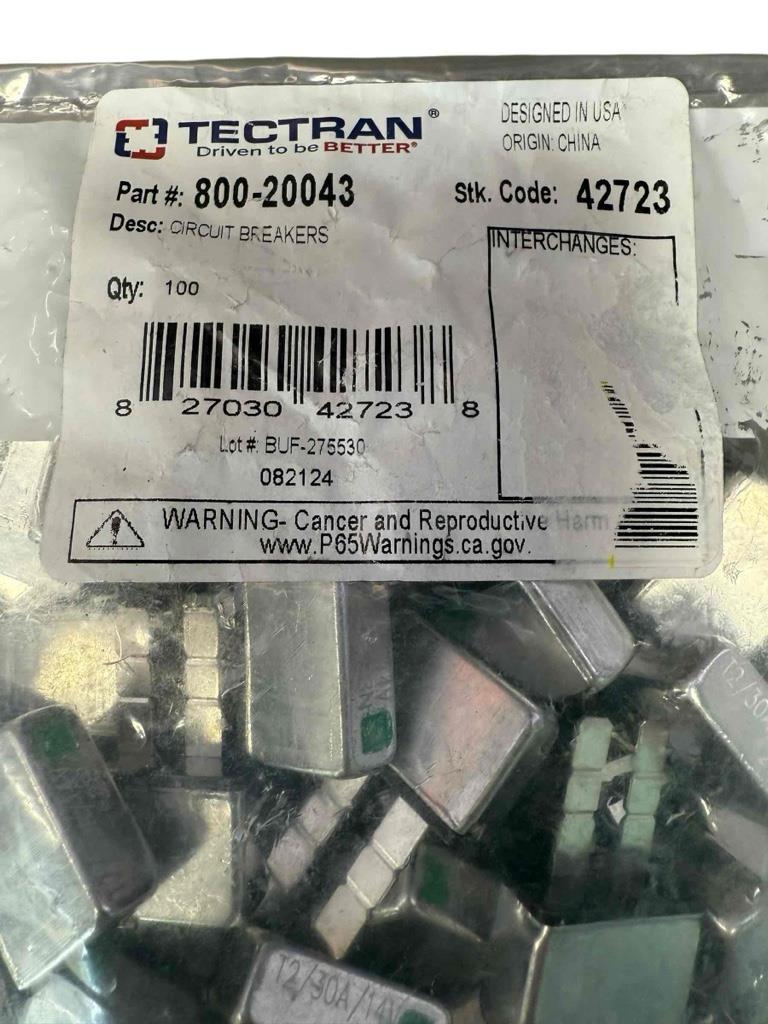 TECTRAN®
Driven to be BETTER®
DESIGNED IN USA
ORIGIN: CHINA
Part #: 800-20043
Stk. Code: 42723
Desc: CIRCUIT BREAKERS
INTERCHANGES:
Qty: 100
8 27030 42723 8
Lot #: BUF-275530
082124
WARNING- Cancer and Reproductive Harm
www.P65Warnings.ca.gov.
T2/30A/14V